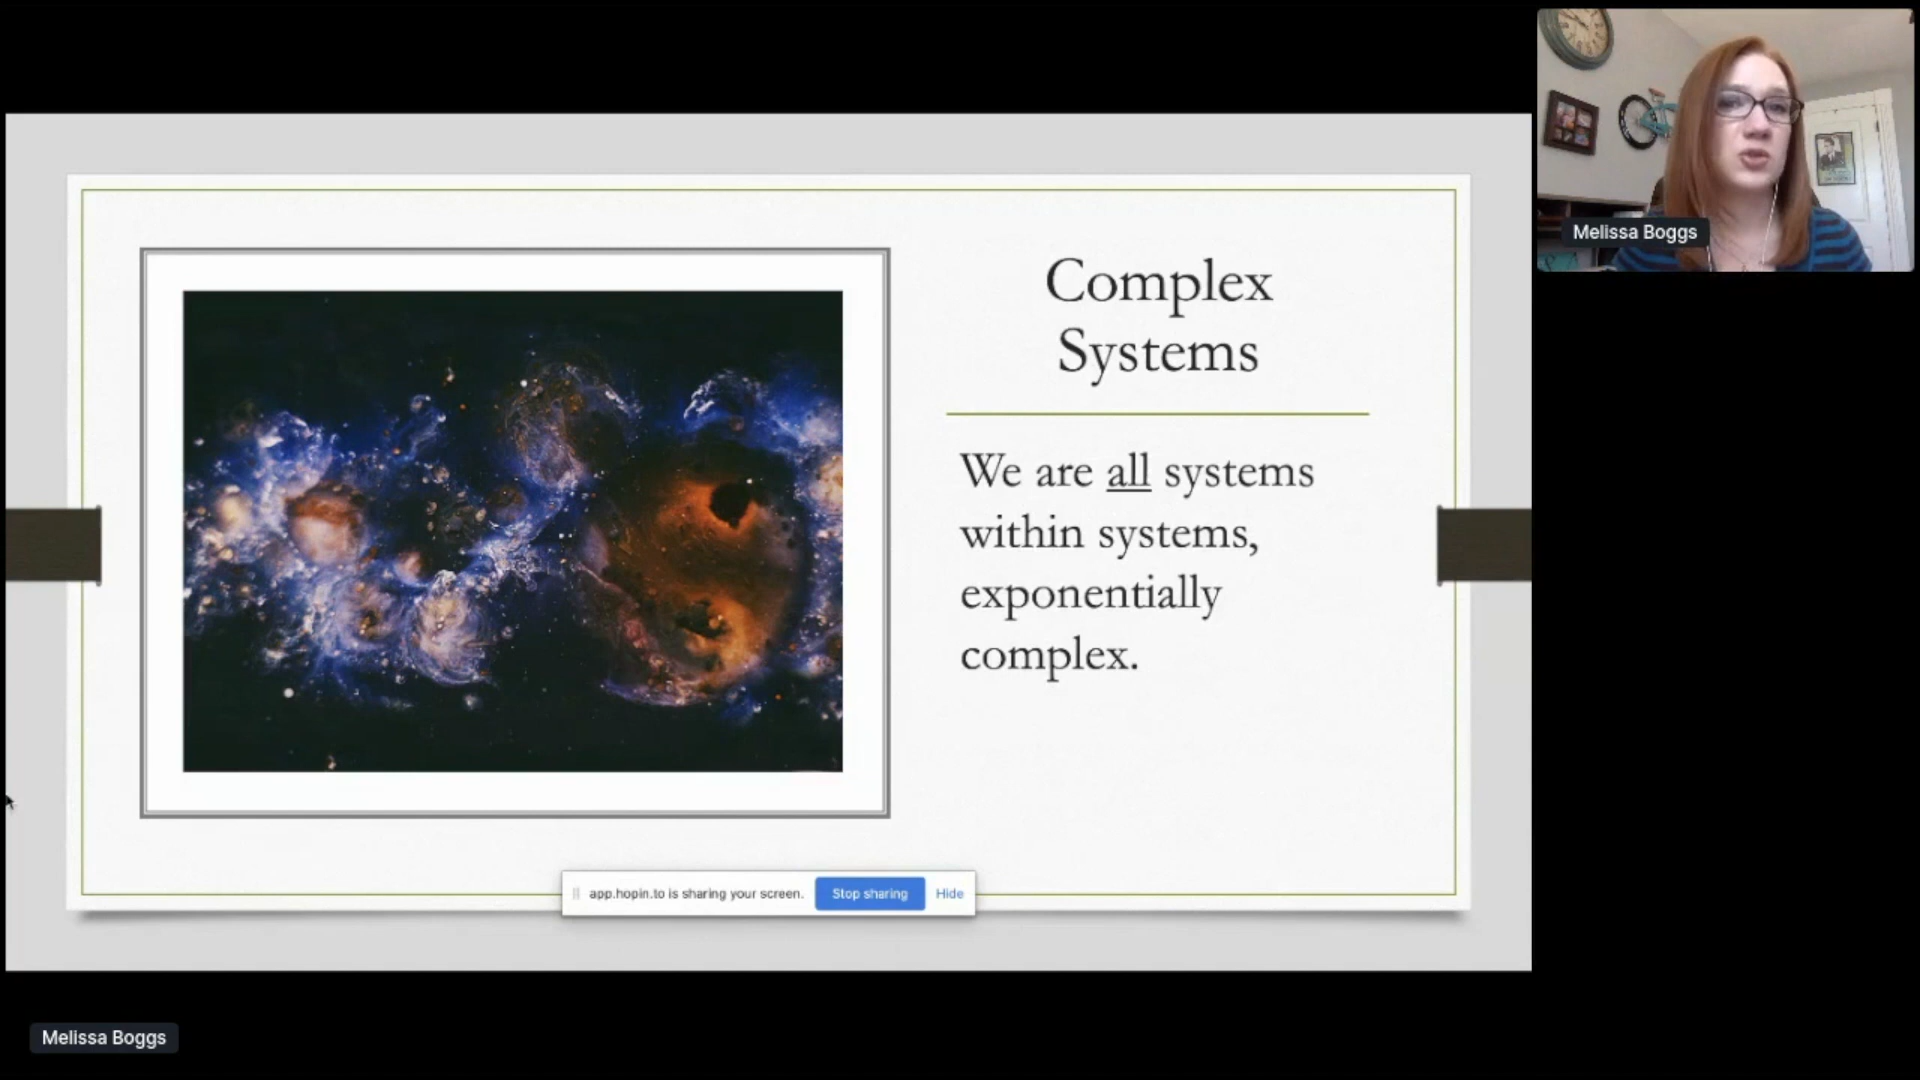 Complex
Systems
We are all systems
within systems,
exponentially
complex.
app.hopin.to is sharing your screen. Stop sharing Hide
Melissa Boggs
Melissa Boggs